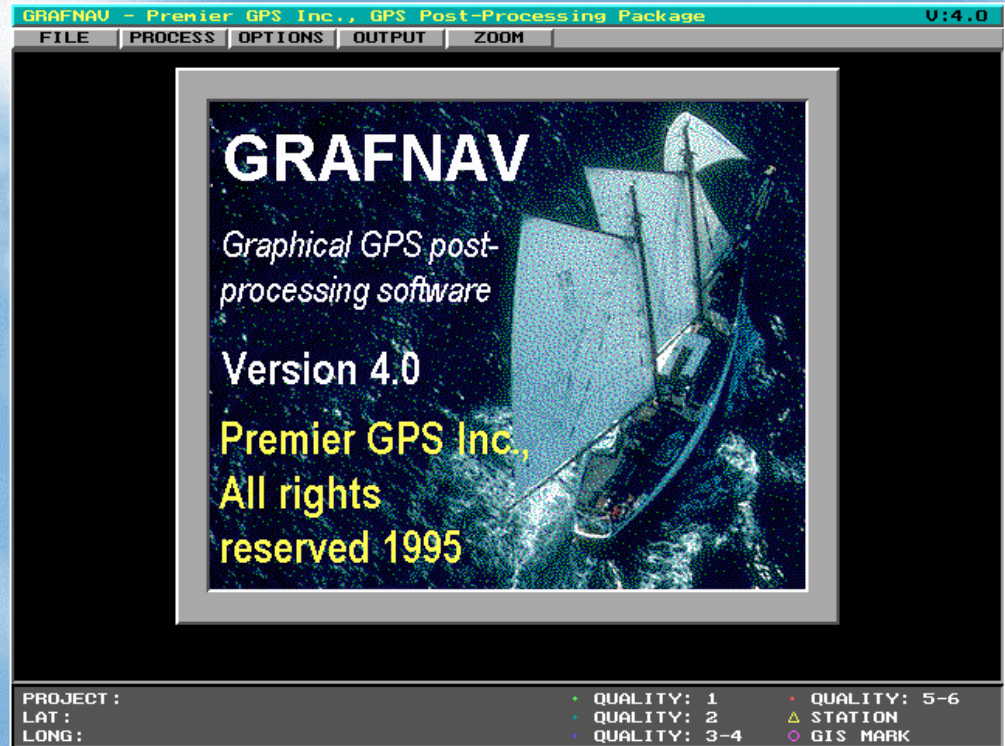 GRAFNAV - Premier GPS Inc., GPS Post-Processing Package V:4.0
FILE PROCESS OPTIONS OUTPUT ZOOM
GRAFNAV
Graphical GPS post-
processing software
Version 4.0
Premier GPS Inc.,
All rights
reserved 1995
PROJECT: QUALITY: 1 QUALITY: 5-6
LAT: QUALITY: 2 STATION
LONG: QUALITY: 3-4 GIS MARK